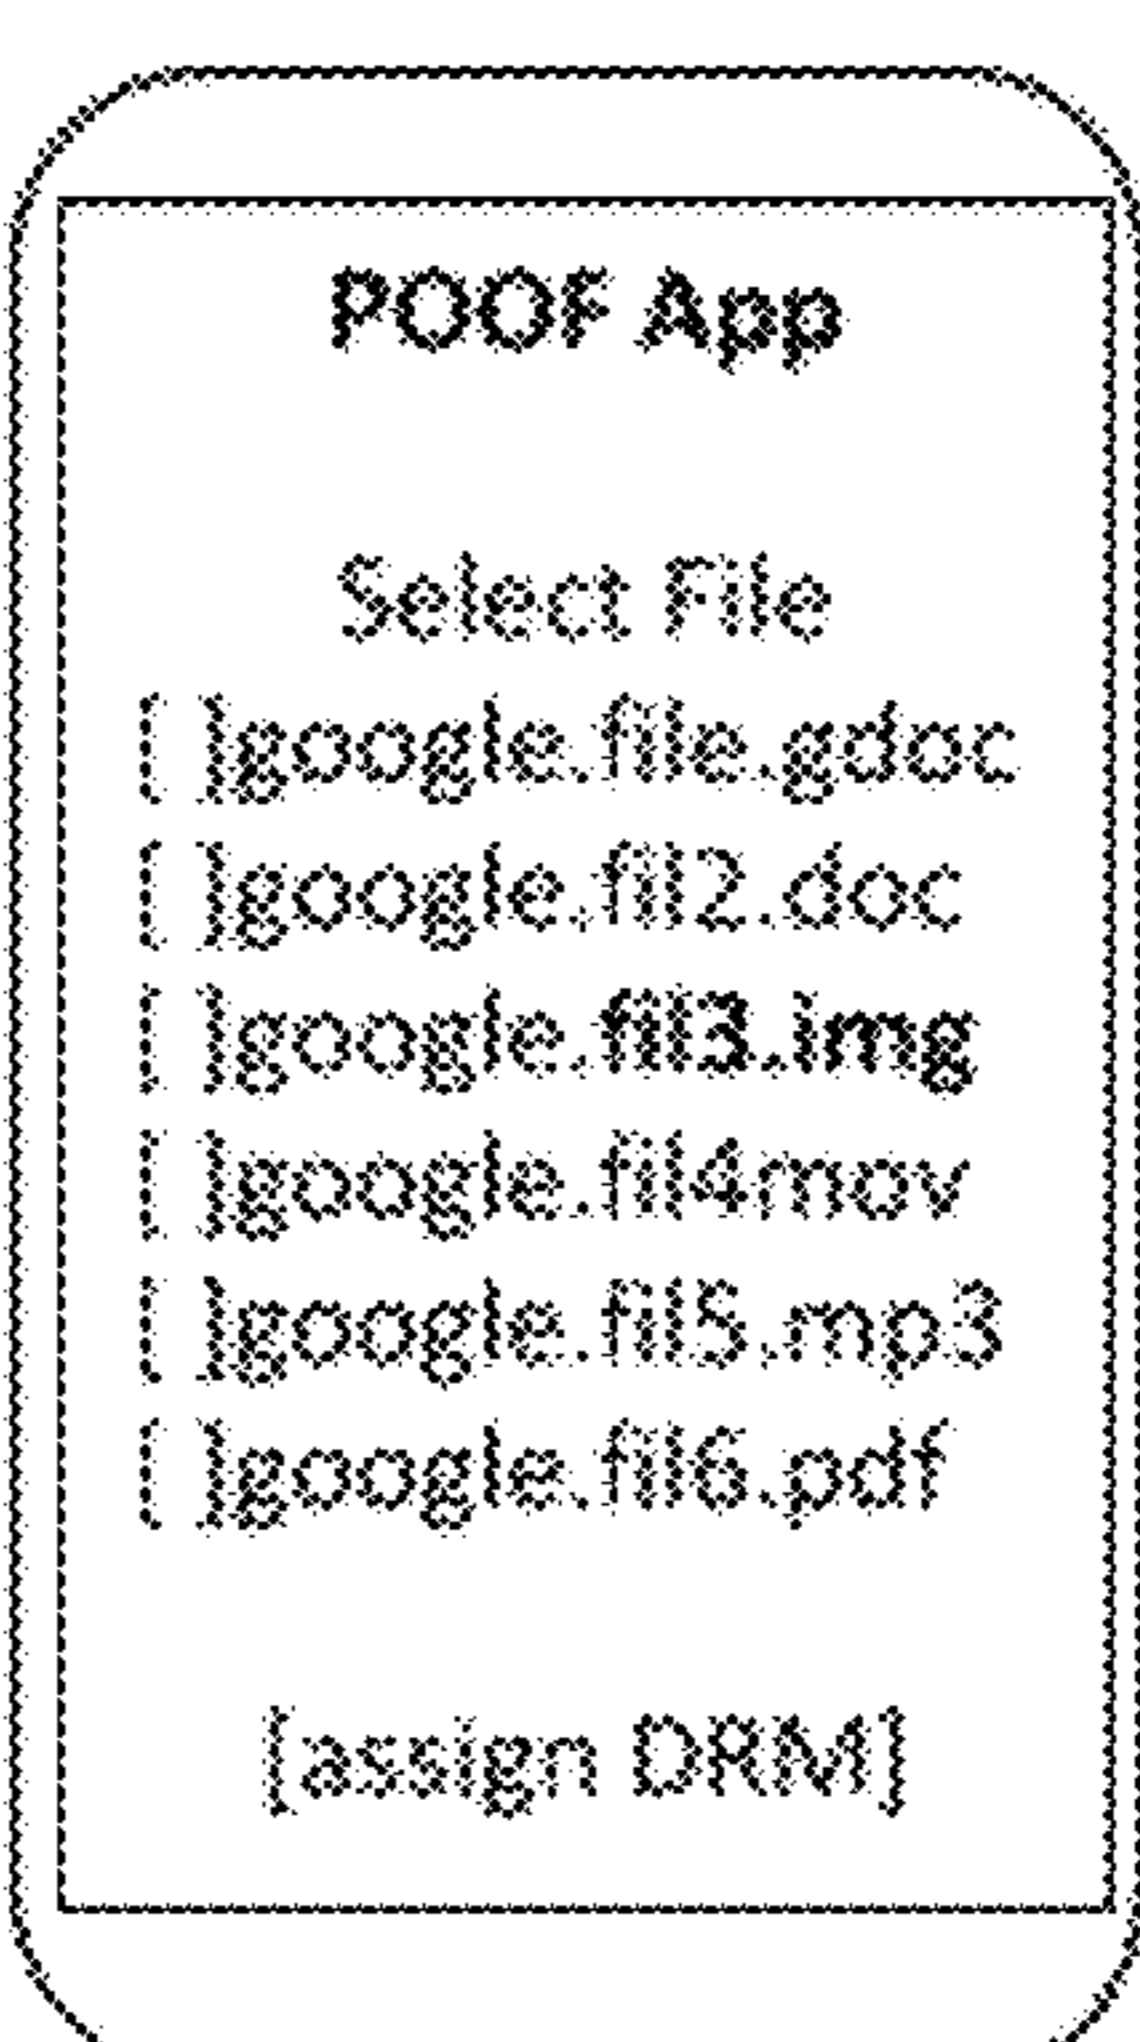 POOF App
Select File
[ ]google.file.gdoc
[ ]google.fil2.doc
[ ]google.fil3.img
[ ]google.fil4mov
[ ]google.fil5.mp3
[ ]google.fil6.pdf
[assign DRM]